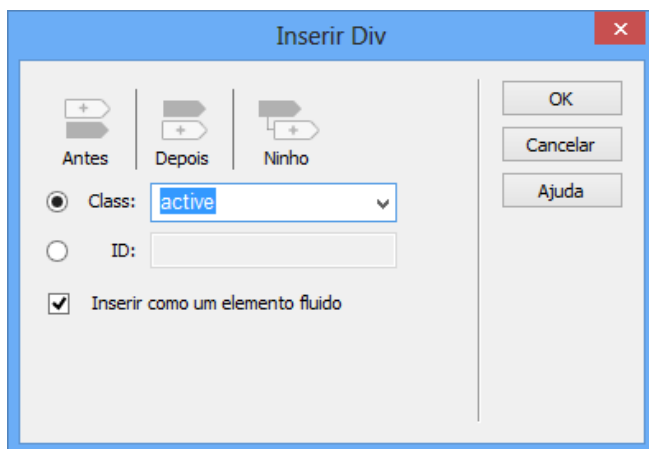 Inserir Div
Antes Depois Ninho
OK
Cancelar
Ajuda
Class: active
ID:
Inserir como um elemento fluido